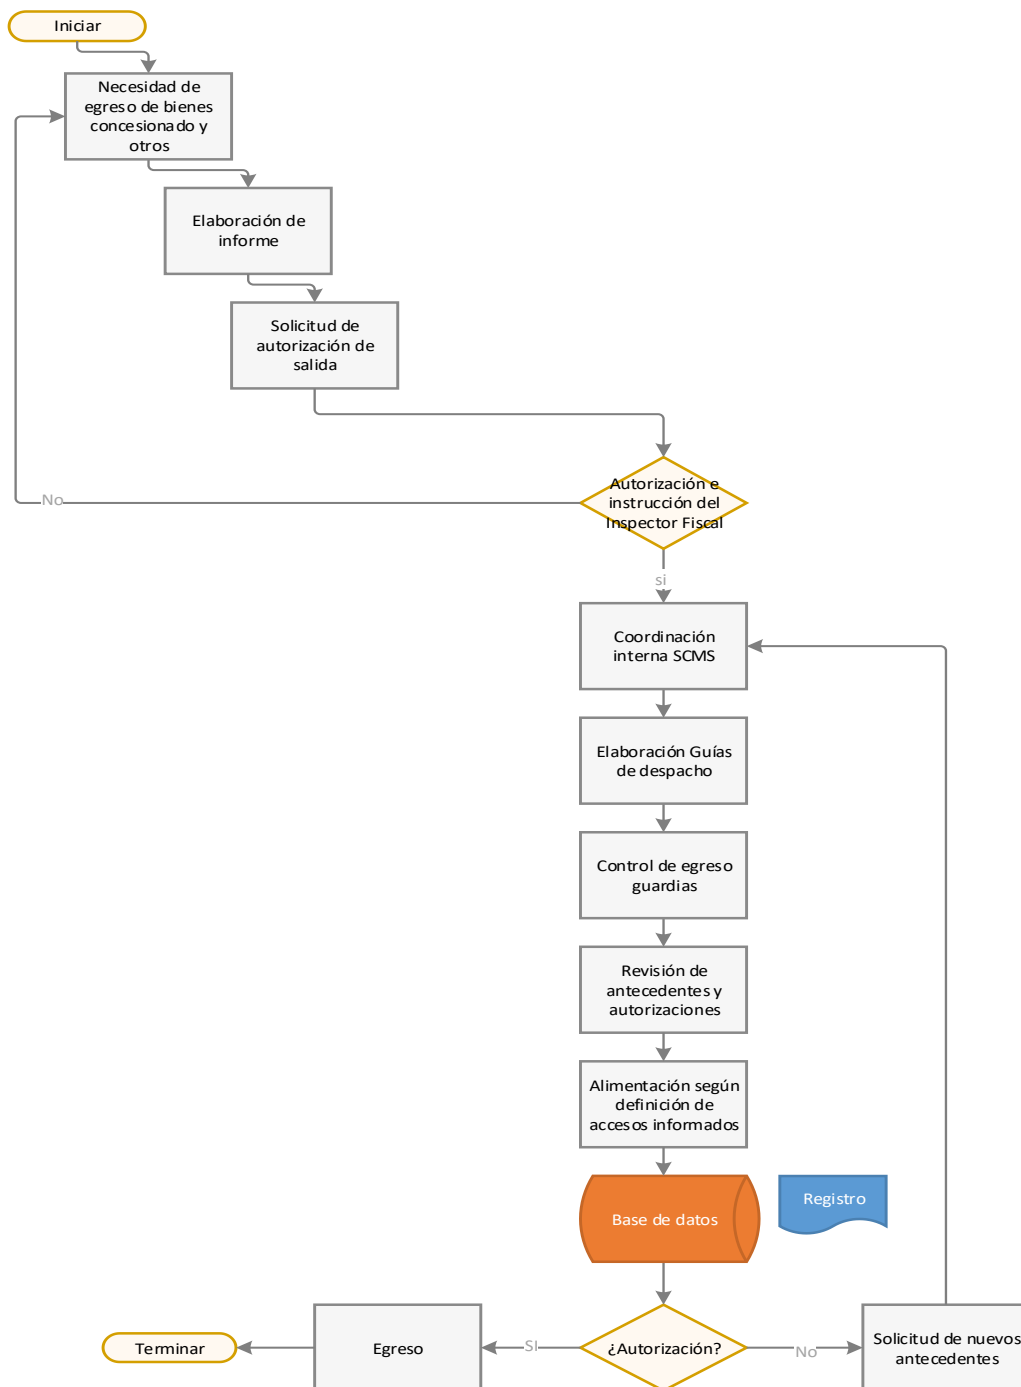 Iniciar
Necesidad de
egreso de bienes
concesionado y
otros
Elaboración de
informe
Solicitud de
autorización de
salida
Autorización e
instrucción del
Inspector Fiscal
No
si
Coordinación
interna SCMS
Elaboración Guías
de despacho
Control de egreso
guardias
Revisión de
antecedentes y
autorizaciones
Alimentación según
definición de
accesos informados
Base de datos
Registro
Terminar
Egreso
SI
¿Autorización?
No
Solicitud de nuevos
antecedentes